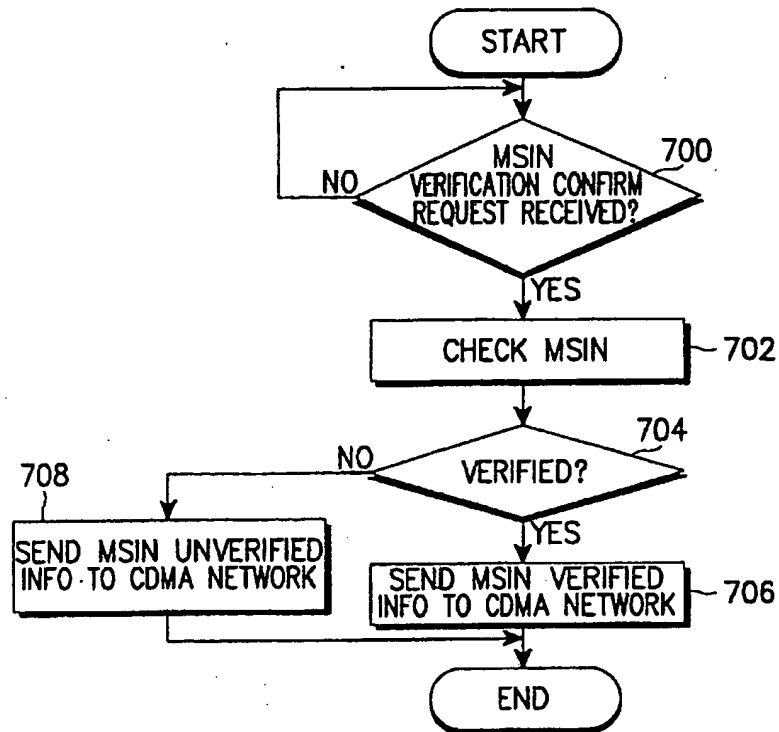 START
MSIN
VERIFICATION CONFIRM
REQUEST RECEIVED?
700
NO
YES
CHECK MSIN
702
704
VERIFIED?
NO
YES
708
SEND MSIN UNVERIFIED
INFO TO CDMA NETWORK
SEND MSIN VERIFIED
INFO TO CDMA NETWORK
706
END